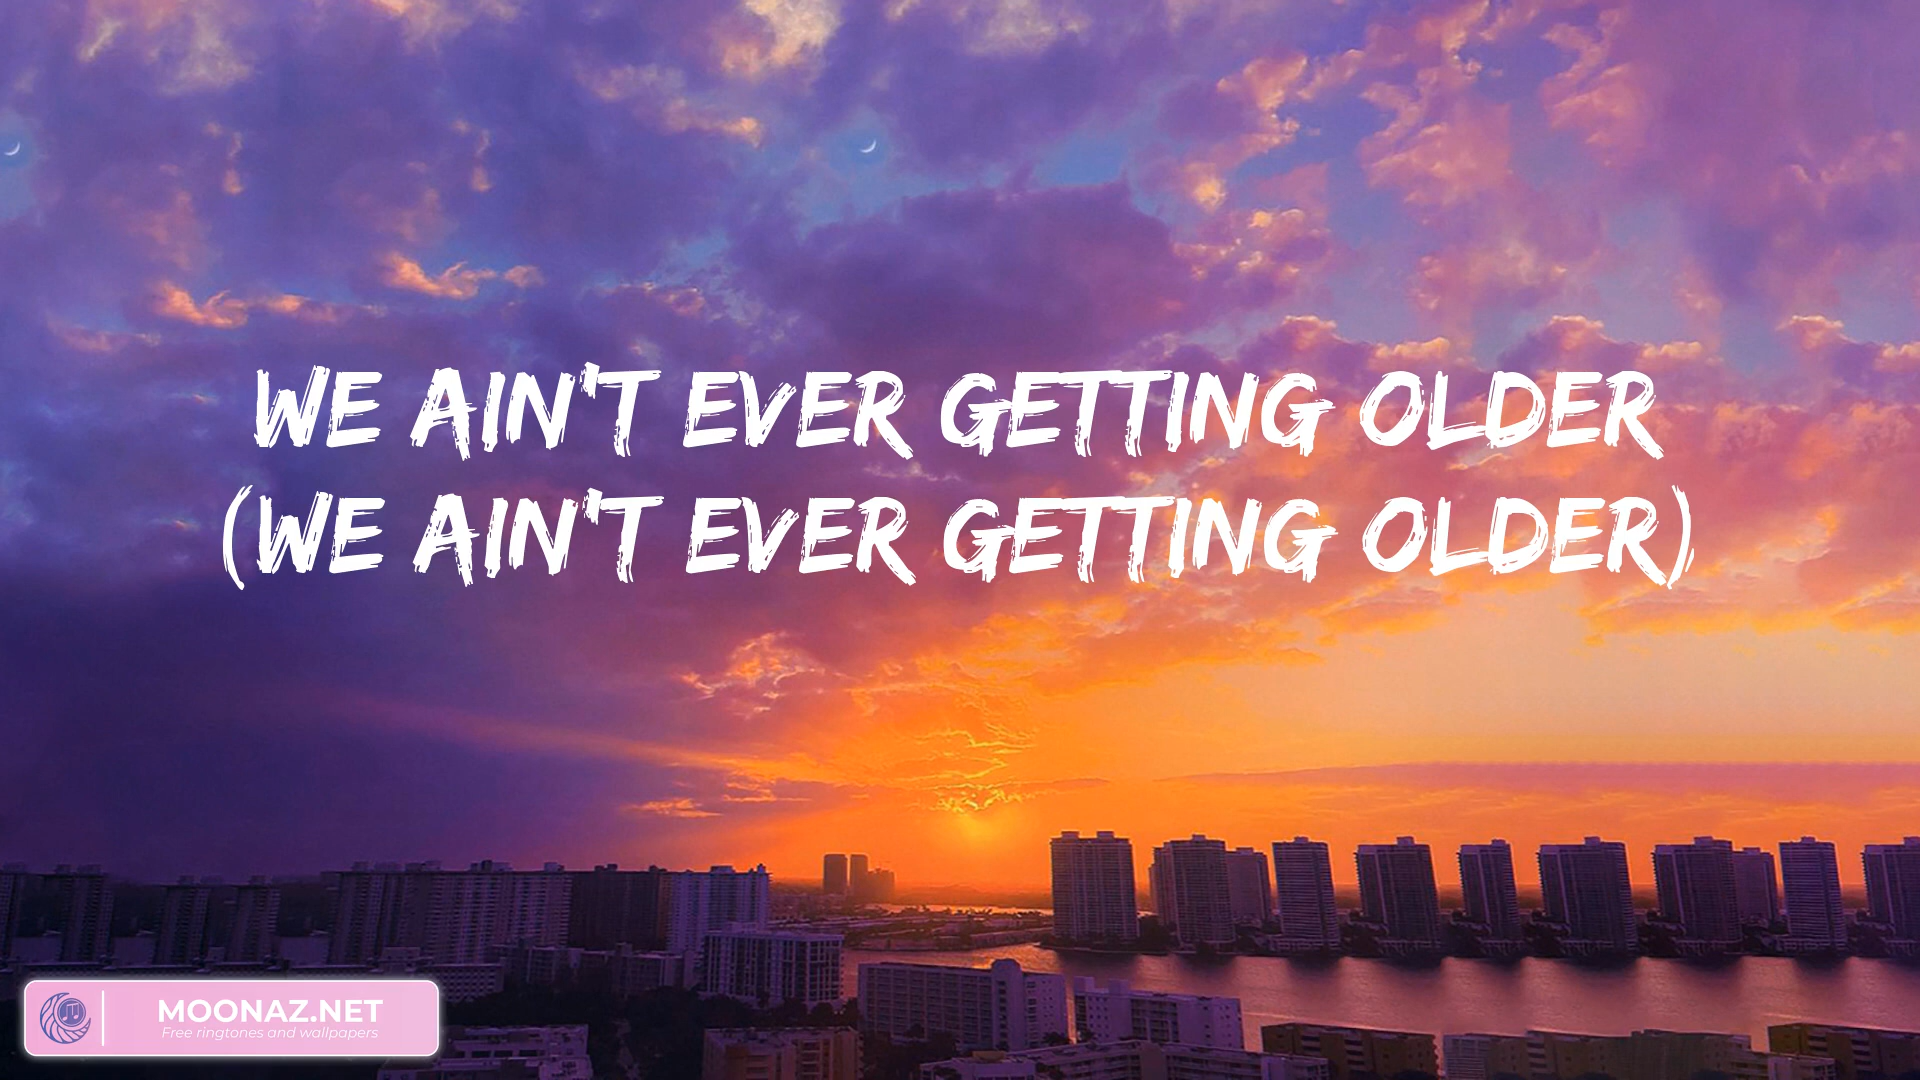 WE AIN'T EVER GETTING OLDER
(WE AIN'T EVER GETTING OLDER)
MOONAZ.NET
Free ringtones and wallpapers